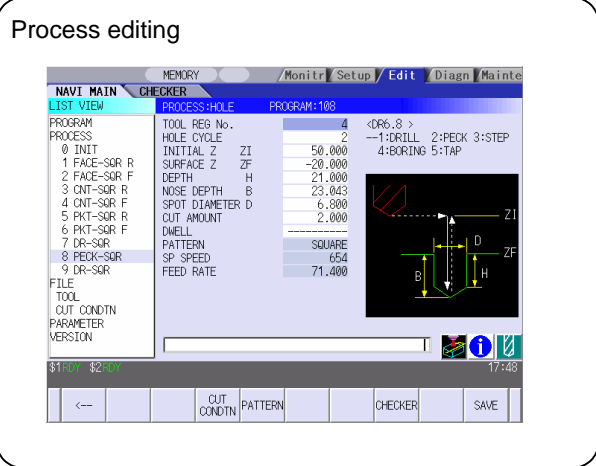 Process editing
MEMORY Monitr Setup Edit Diagn Mainte
NAVI MAIN CHECKER
LIST VIEW PROCESS:HOLE PROGRAM:108
PROGRAM
PROCESS
0 INIT
1 FACE-SQR R
2 FACE-SQR F
3 CNT-SQR R
4 CNT-SQR F
5 PKT-SQR R
6 PKT-SQR F
7 DR-SQR
8 PECK-SQR
9 DR-SQR
FILE
TOOL
CUT CONDTN
PARAMETER
VERSION
TOOL REG No. 4
HOLE CYCLE 2
INITIAL Z ZI 50.000
SURFACE Z ZF -20.000
DEPTH H 21.000
NOSE DEPTH B 23.043
SPOT DIAMETER D 6.800
CUT AMOUNT 2.000
DWELL ----------
PATTERN SQUARE
SP SPEED 654
FEED RATE 71.400
<DR6.8 >
--1:DRILL 2:PECK 3:STEP
4:BORING 5:TAP
ZI
D
ZF
B
H
$1RDY $2RDY 17:48
<-- CUT CONDTN PATTERN CHECKER SAVE